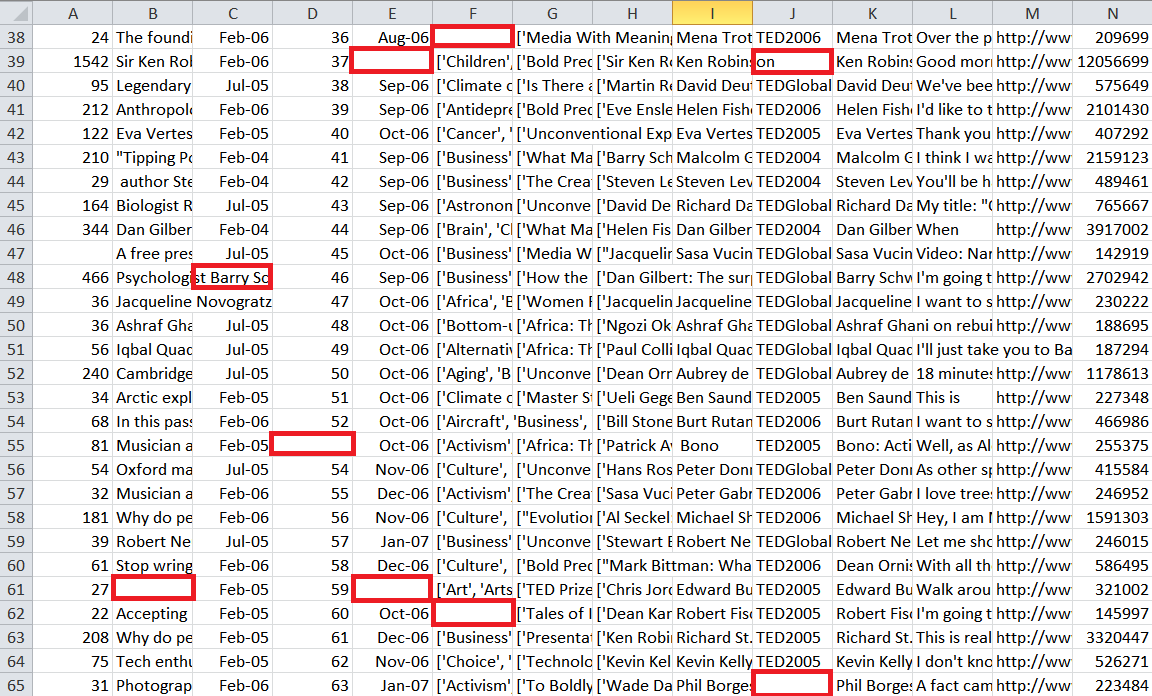 A B C D E F G H I J K L M N
38 24 The foundi Feb-06 36 Aug-06 ['Media With Meaning Mena Trot TED2006 Mena Trot Over the p http://ww 209699
39 1542 Sir Ken Rol Feb-06 37 ['Children', ['Bold Prec ['Sir Ken Ro Ken Robinson Ken Robins Good morr http://ww 12056699
40 95 Legendary Jul-05 38 Sep-06 ['Climate c ['Is There a ['Martin Re David Deut TEDGlobal David Deut We've bee http://ww 575649
41 212 Anthropolo Feb-06 39 Sep-06 ['Antidepre ['Bold Prec ['Eve Ensle Helen Fishe TED2006 Helen Fishe I'd like to t http://ww 2101430
42 122 Eva Vertes Feb-05 40 Oct-06 ['Cancer', ' ['Unconventional Exp Eva Vertes TED2005 Eva Vertes Thank you http://ww 407292
43 210 "Tipping Po Feb-04 41 Sep-06 ['Business' ['What Ma ['Barry Sch Malcolm G TED2004 Malcolm G I think I wa http://ww 2159123
44 29 author Ste Feb-04 42 Sep-06 ['Business' ['The Crea ['Steven Le Steven Lev TED2004 Steven Lev You'll be h http://ww 489461
45 164 Biologist R Jul-05 43 Sep-06 ['Astronon ['Unconve ['David De Richard Da TEDGlobal Richard Da My title: "Q http://ww 765667
46 344 Dan Gilber Feb-04 44 Sep-06 ['Brain', 'Cl ['What Ma ['Helen Fis Dan Gilber TED2004 Dan Gilber When http://ww 3917002
47 A free pres Jul-05 45 Oct-06 ['Business' ['Media W ["Jacquelin Sasa Vucin TEDGlobal Sasa Vucin Video: Nar http://ww 142919
48 466 Psychologist Barry Sc 46 Sep-06 ['Business' ['How the ['Dan Gilbert: The surp TEDGlobal Barry Schw I'm going t http://ww 2702942
49 36 Jacqueline Novogratz 47 Oct-06 ['Africa', 'B ['Women R ['Jacquelin Jacqueline TEDGlobal Jacqueline I want to s http://ww 230222
50 36 Ashraf Gha Jul-05 48 Oct-06 ['Bottom-u ['Africa: Th ['Ngozi Ok Ashraf Gha TEDGlobal Ashraf Ghani on rebui http://ww 188695
51 56 Iqbal Quad Jul-05 49 Oct-06 ['Alternativ ['Africa: Th ['Paul Colli Iqbal Quad TEDGlobal Iqbal Quad I'll just take you to Ba http://ww 187294
52 240 Cambridge Jul-05 50 Oct-06 ['Aging', 'B ['Unconve ['Dean Orn Aubrey de TEDGlobal Aubrey de 18 minutes http://ww 1178613
53 34 Arctic expl Feb-05 51 Oct-06 ['Climate c ['Master St ['Ueli Gege Ben Saund TED2005 Ben Saund This is http://ww 227348
54 68 In this pass Feb-06 52 Oct-06 ['Aircraft', 'Business', ['Bill Stone Burt Rutan TED2006 Burt Rutan I want to s http://ww 466986
55 81 Musician a Feb-05 Oct-06 ['Activism' ['Africa: Th ['Patrick Av Bono TED2005 Bono: Acti Well, as Al http://ww 255375
56 54 Oxford ma Jul-05 54 Nov-06 ['Culture', ['Unconve ['Hans Ros Peter Donn TEDGlobal Peter Donn As other sp http://ww 415584
57 32 Musician a Feb-06 55 Dec-06 ['Activism' ['The Crea ['Sasa Vuci Peter Gabr TED2006 Peter Gabr I love trees http://ww 246952
58 181 Why do pe Feb-06 56 Nov-06 ['Culture', ["Evolution ['Al Seckel Michael Sh TED2006 Michael Sh Hey, I am M http://ww 1591303
59 39 Robert Ne Jul-05 57 Jan-07 ['Business' ['Unconve ['Stewart B Robert Ne TEDGlobal Robert Ne Let me sho http://ww 246015
60 61 Stop wring Feb-06 58 Dec-06 ['Culture', ['Bold Prec ["Mark Bittman: Wha TED2006 Dean Ornis With all th http://ww 586495
61 27 Feb-05 59 ['Art', 'Arts ['TED Prize ['Chris Jord Edward Bu TED2005 Edward Bu Walk arou http://ww 321002
62 22 Accepting Feb-05 60 Oct-06 ['Tales of I ['Dean Kar Robert Fisc TED2005 Robert Fisc I'm going t http://ww 145997
63 208 Why do pe Feb-05 61 Dec-06 ['Business' ['Presentat ['Ken Robi Richard St. TED2005 Richard St. This is real http://ww 3320447
64 75 Tech enthu Feb-05 62 Nov-06 ['Choice', ' ['Technolo ['Kevin Kel Kevin Kelly TED2005 Kevin Kelly I don't kno http://ww 526271
65 31 Photograp Feb-06 63 Jan-07 ['Activism' ['To Boldly ['Wade Da Phil Borges Phil Borges A fact cam http://ww 223484